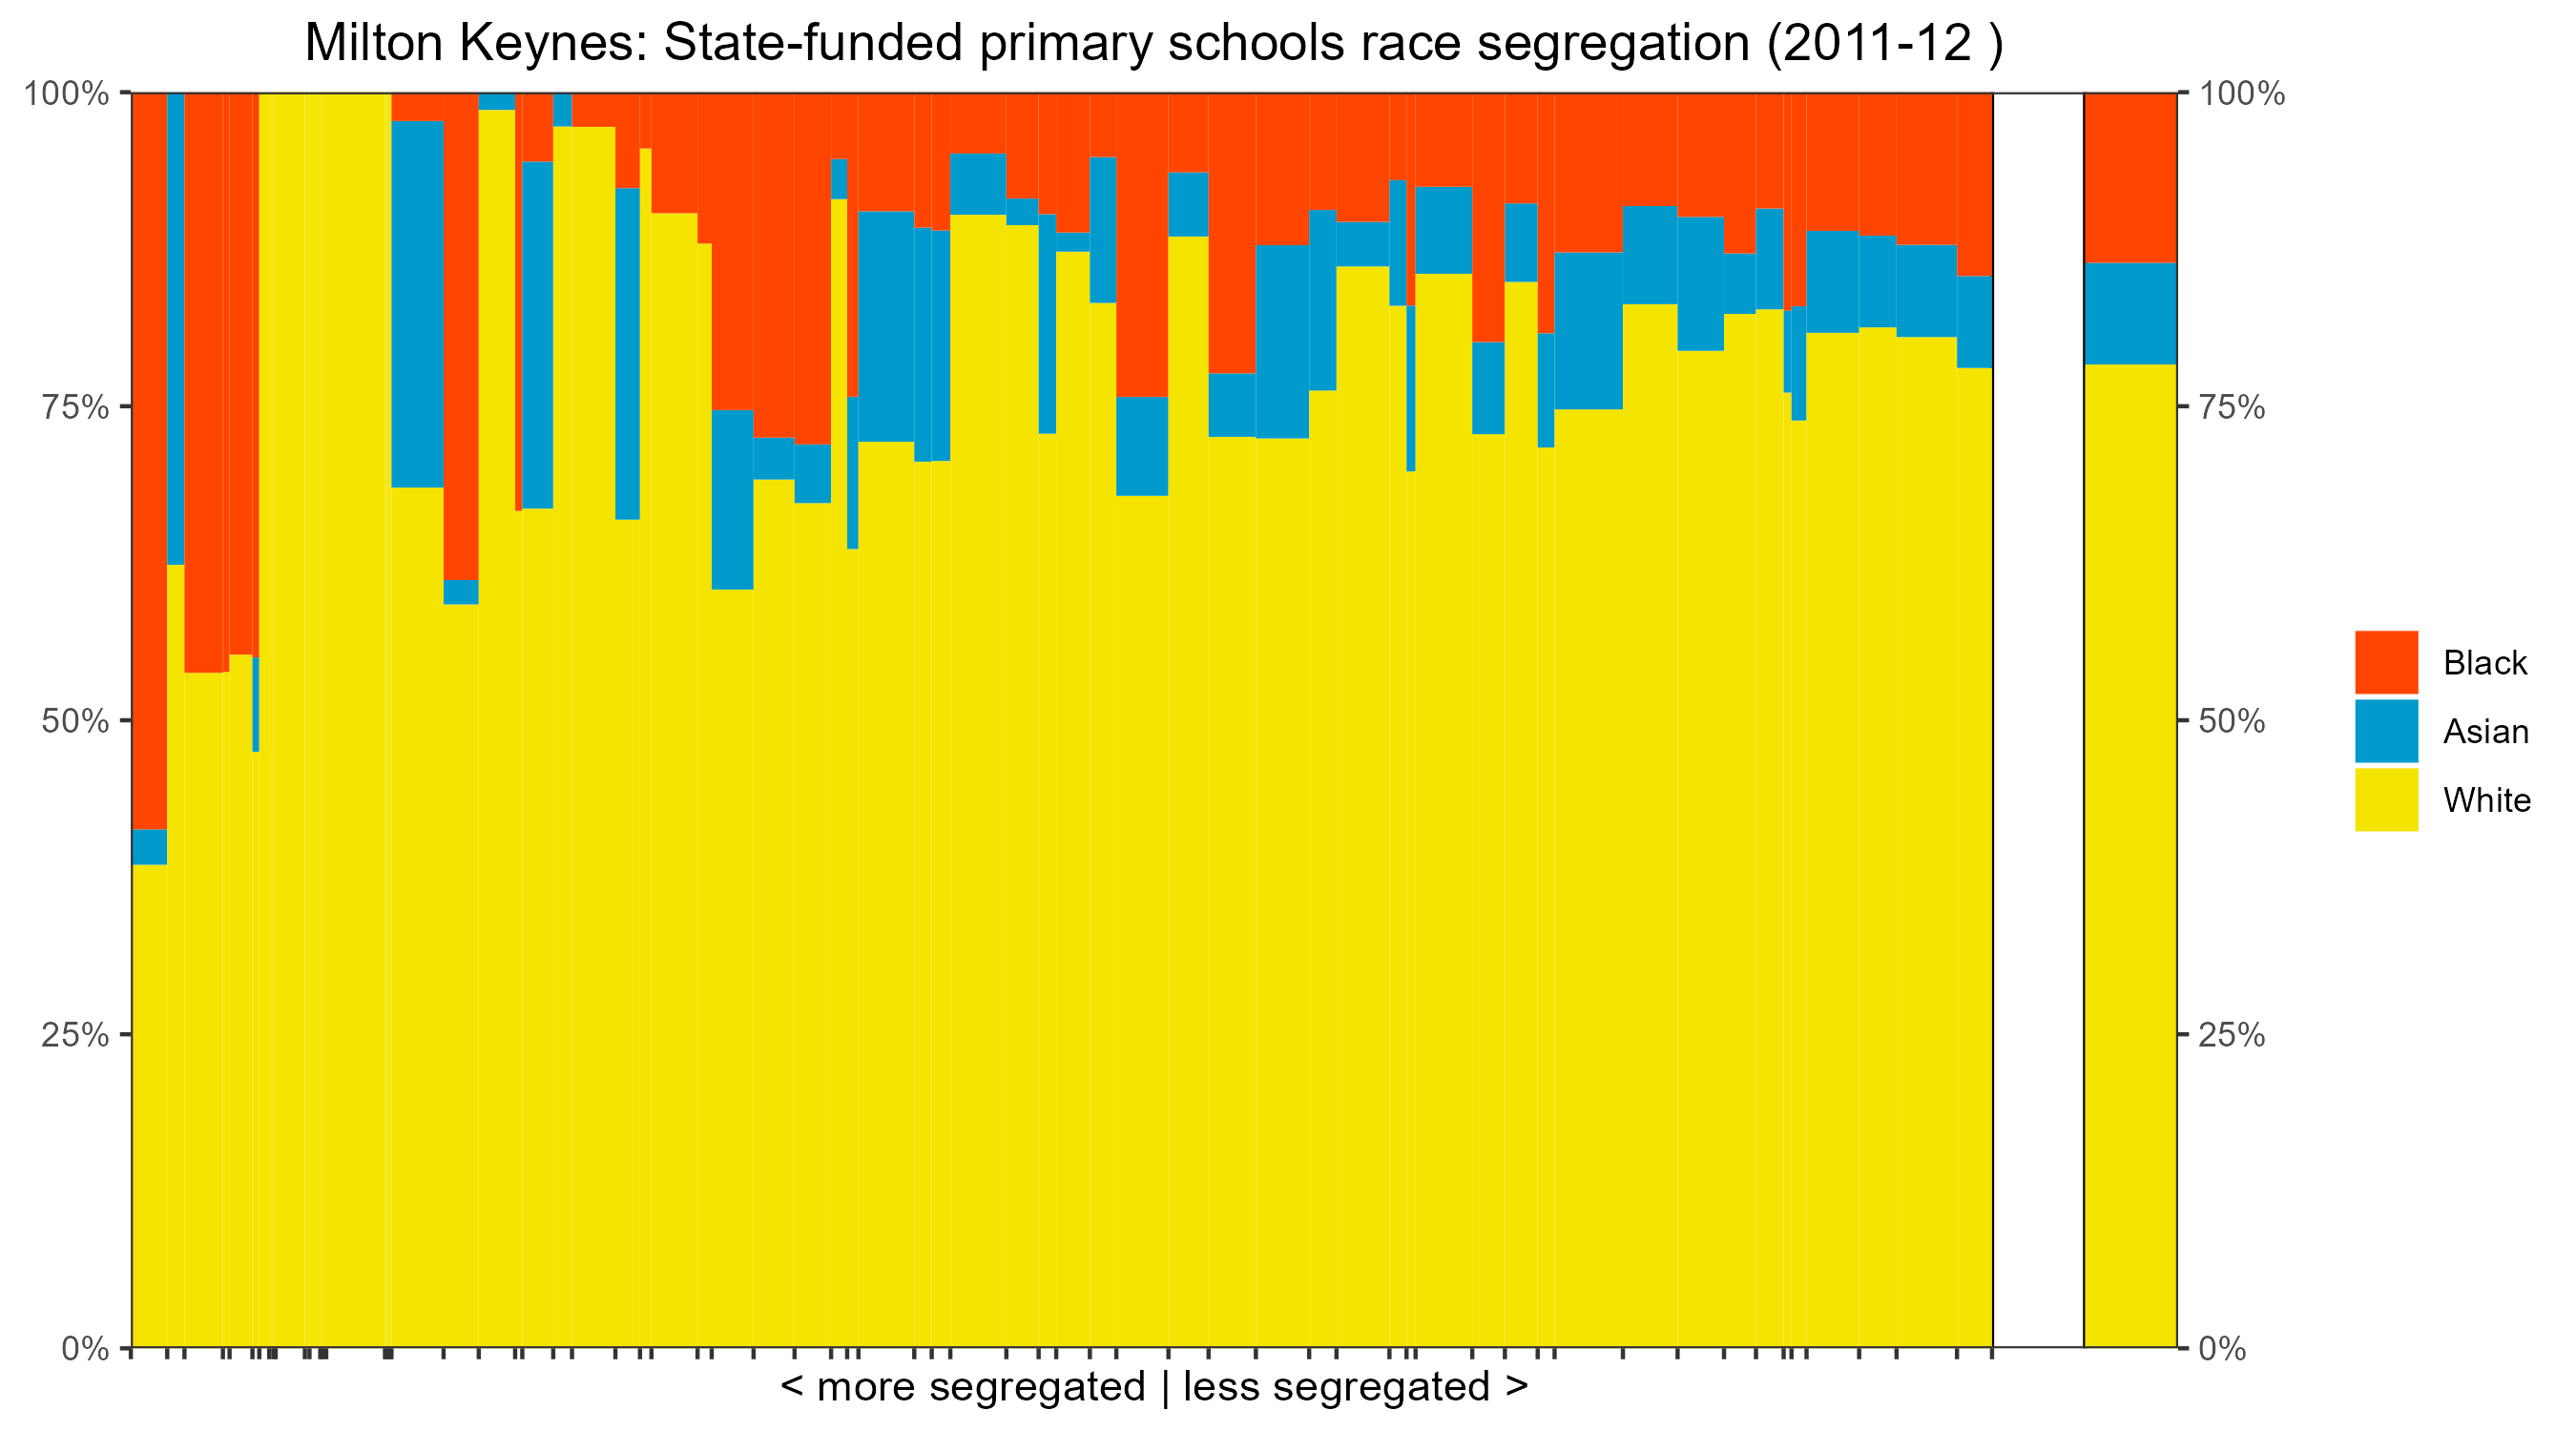 Milton Keynes: State-funded primary schools race segregation (2011-12 )
100%
75%
50%
25%
0%
100%
75%
50%
25%
0%
Black
Asian
White
< more segregated | less segregated >